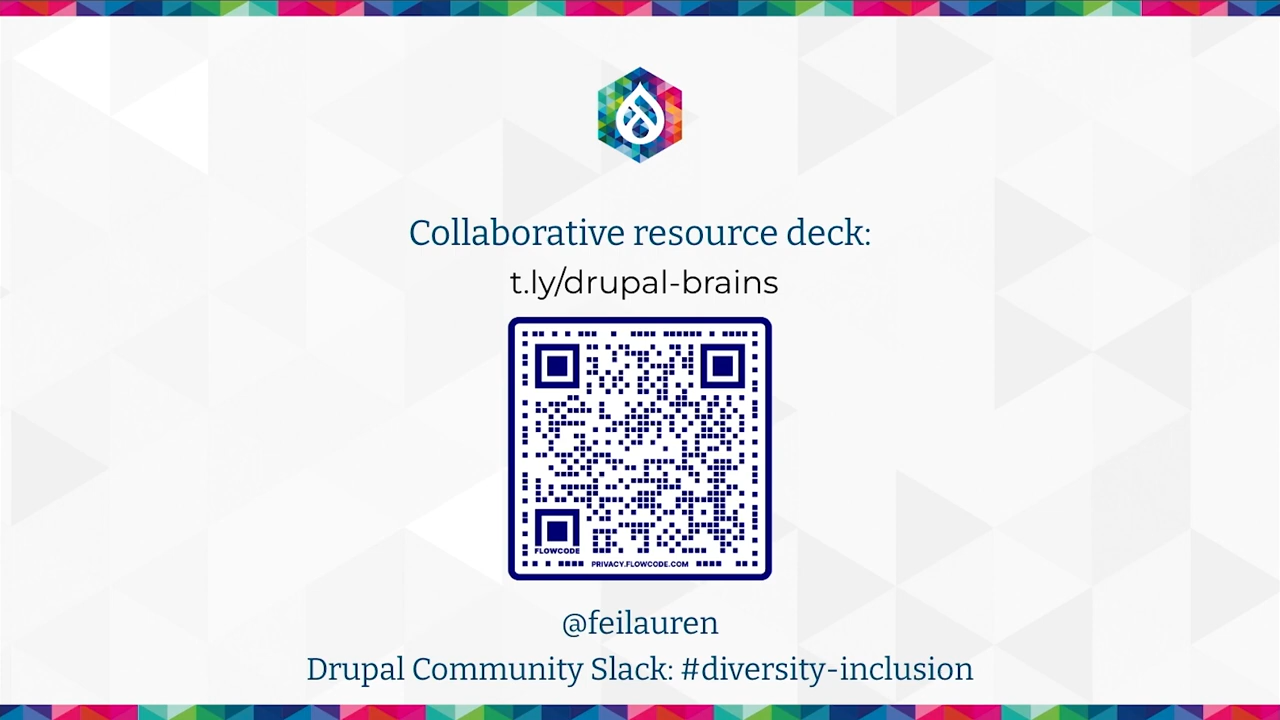 Collaborative resource deck:
t.ly/drupal-brains
FLOWCODE
PRIVACY.FLOWCODE.COM
@feilauren
Drupal Community Slack: #diversity-inclusion